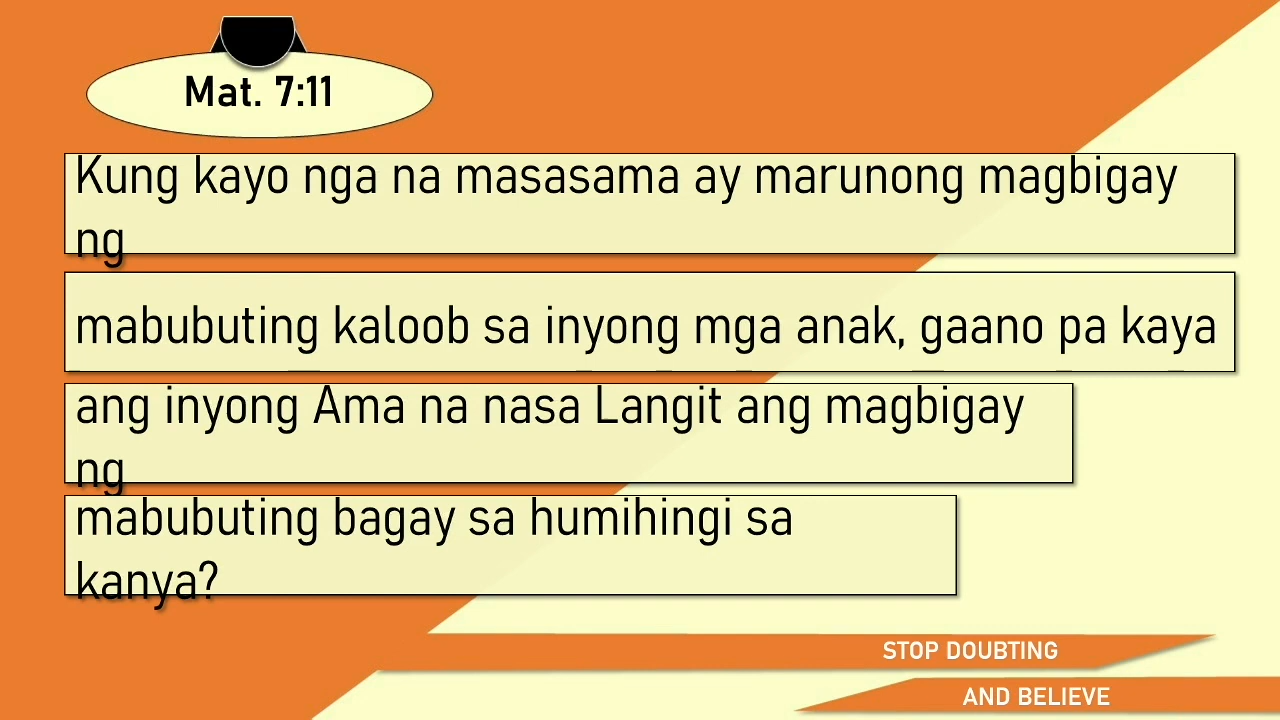 Mat. 7:11
Kung kayo nga na masasama ay marunong magbigay
ng
mabubuting kaloob sa inyong mga anak, gaano pa kaya
ang inyong Ama na nasa Langit ang magbigay
ng
mabubuting bagay sa humihingi sa
kanya?
STOP DOUBTING
AND BELIEVE